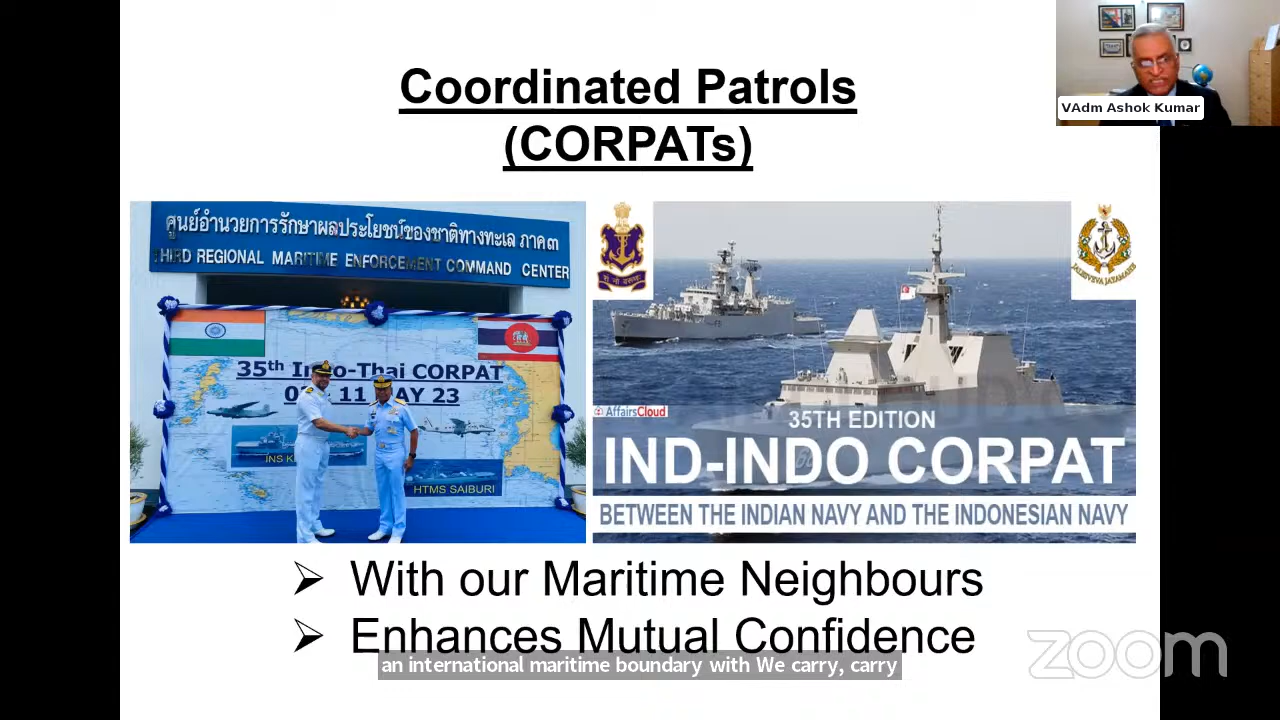 Coordinated Patrols
(CORPATs)
VAdm Ashok Kumar
ศูนย์อำนวยการรักษาผลประโยชน์ของชาติทางทะเล ภาค๓
THIRD REGIONAL MARITIME ENFORCEMENT COMMAND CENTER
35th Indo-Thai CORPAT
11 MAY 23
INS K
HTMS SAIBURI
JALESVEVA JAYAMAHE
AffairsCloud
35TH EDITION
IND-INDO CORPAT
BETWEEN THE INDIAN NAVY AND THE INDONESIAN NAVY
➢ With our Maritime Neighbours
➢ Enhances Mutual Confidence
an international maritime boundary with We carry, carry
zoom